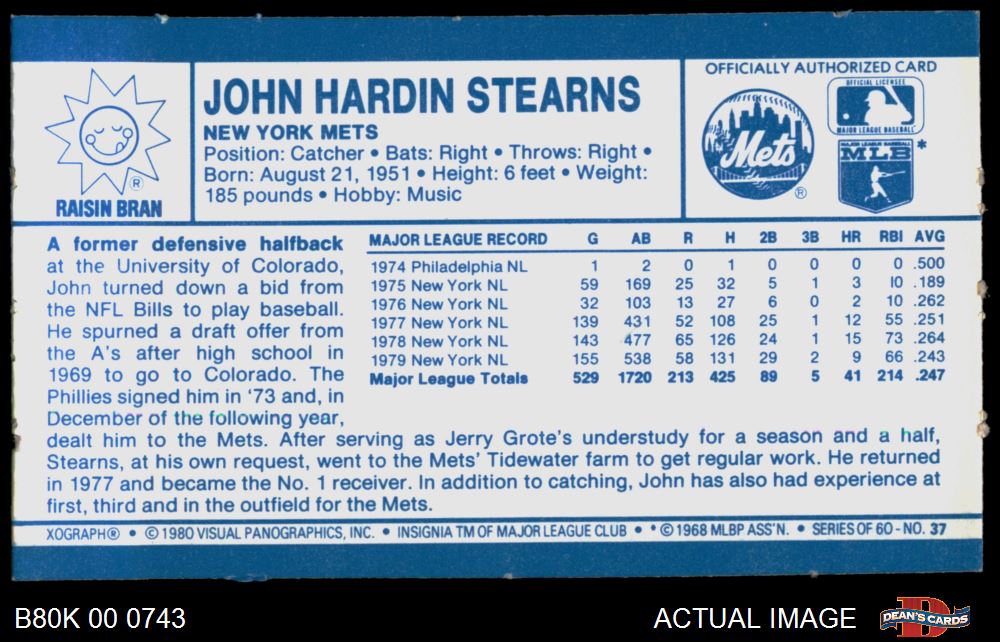 OFFICIALLY AUTHORIZED CARD
JOHN HARDIN STEARNS
NEW YORK METS
Position: Catcher • Bats: Right • Throws: Right •
Born: August 21, 1951 • Height: 6 feet • Weight:
185 pounds • Hobby: Music
®
RAISIN BRAN
Mets
®
OFFICIAL LICENSEE
MAJOR LEAGUE BASEBALL
MAJOR LEAGUE BASEBALL
MLB *
A former defensive halfback
at the University of Colorado,
John turned down a bid from
the NFL Bills to play baseball.
He spurned a draft offer from
the A's after high school in
1969 to go to Colorado. The
Phillies signed him in '73 and, in
December of the following year,
dealt him to the Mets. After serving as Jerry Grote's understudy for a season and a half,
Stearns, at his own request, went to the Mets' Tidewater farm to get regular work. He returned
in 1977 and became the No. 1 receiver. In addition to catching, John has also had experience at
first, third and in the outfield for the Mets.
MAJOR LEAGUE RECORD G AB R H 2B 3B HR RBI AVG
1974 Philadelphia NL 1 2 0 1 0 0 0 0 .500
1975 New York NL 59 169 25 32 5 1 3 10 .189
1976 New York NL 32 103 13 27 6 0 2 10 .262
1977 New York NL 139 431 52 108 25 1 12 55 .251
1978 New York NL 143 477 65 126 24 1 15 73 .264
1979 New York NL 155 538 58 131 29 2 9 66 .243
Major League Totals 529 1720 213 425 89 5 41 214 .247
XOGRAPH® • © 1980 VISUAL PANOGRAPHICS, INC. • INSIGNIA TM OF MAJOR LEAGUE CLUB • * © 1968 MLBP ASS'N. • SERIES OF 60 - NO. 37
B80K 00 0743
ACTUAL IMAGE
DEAN'S CARDS